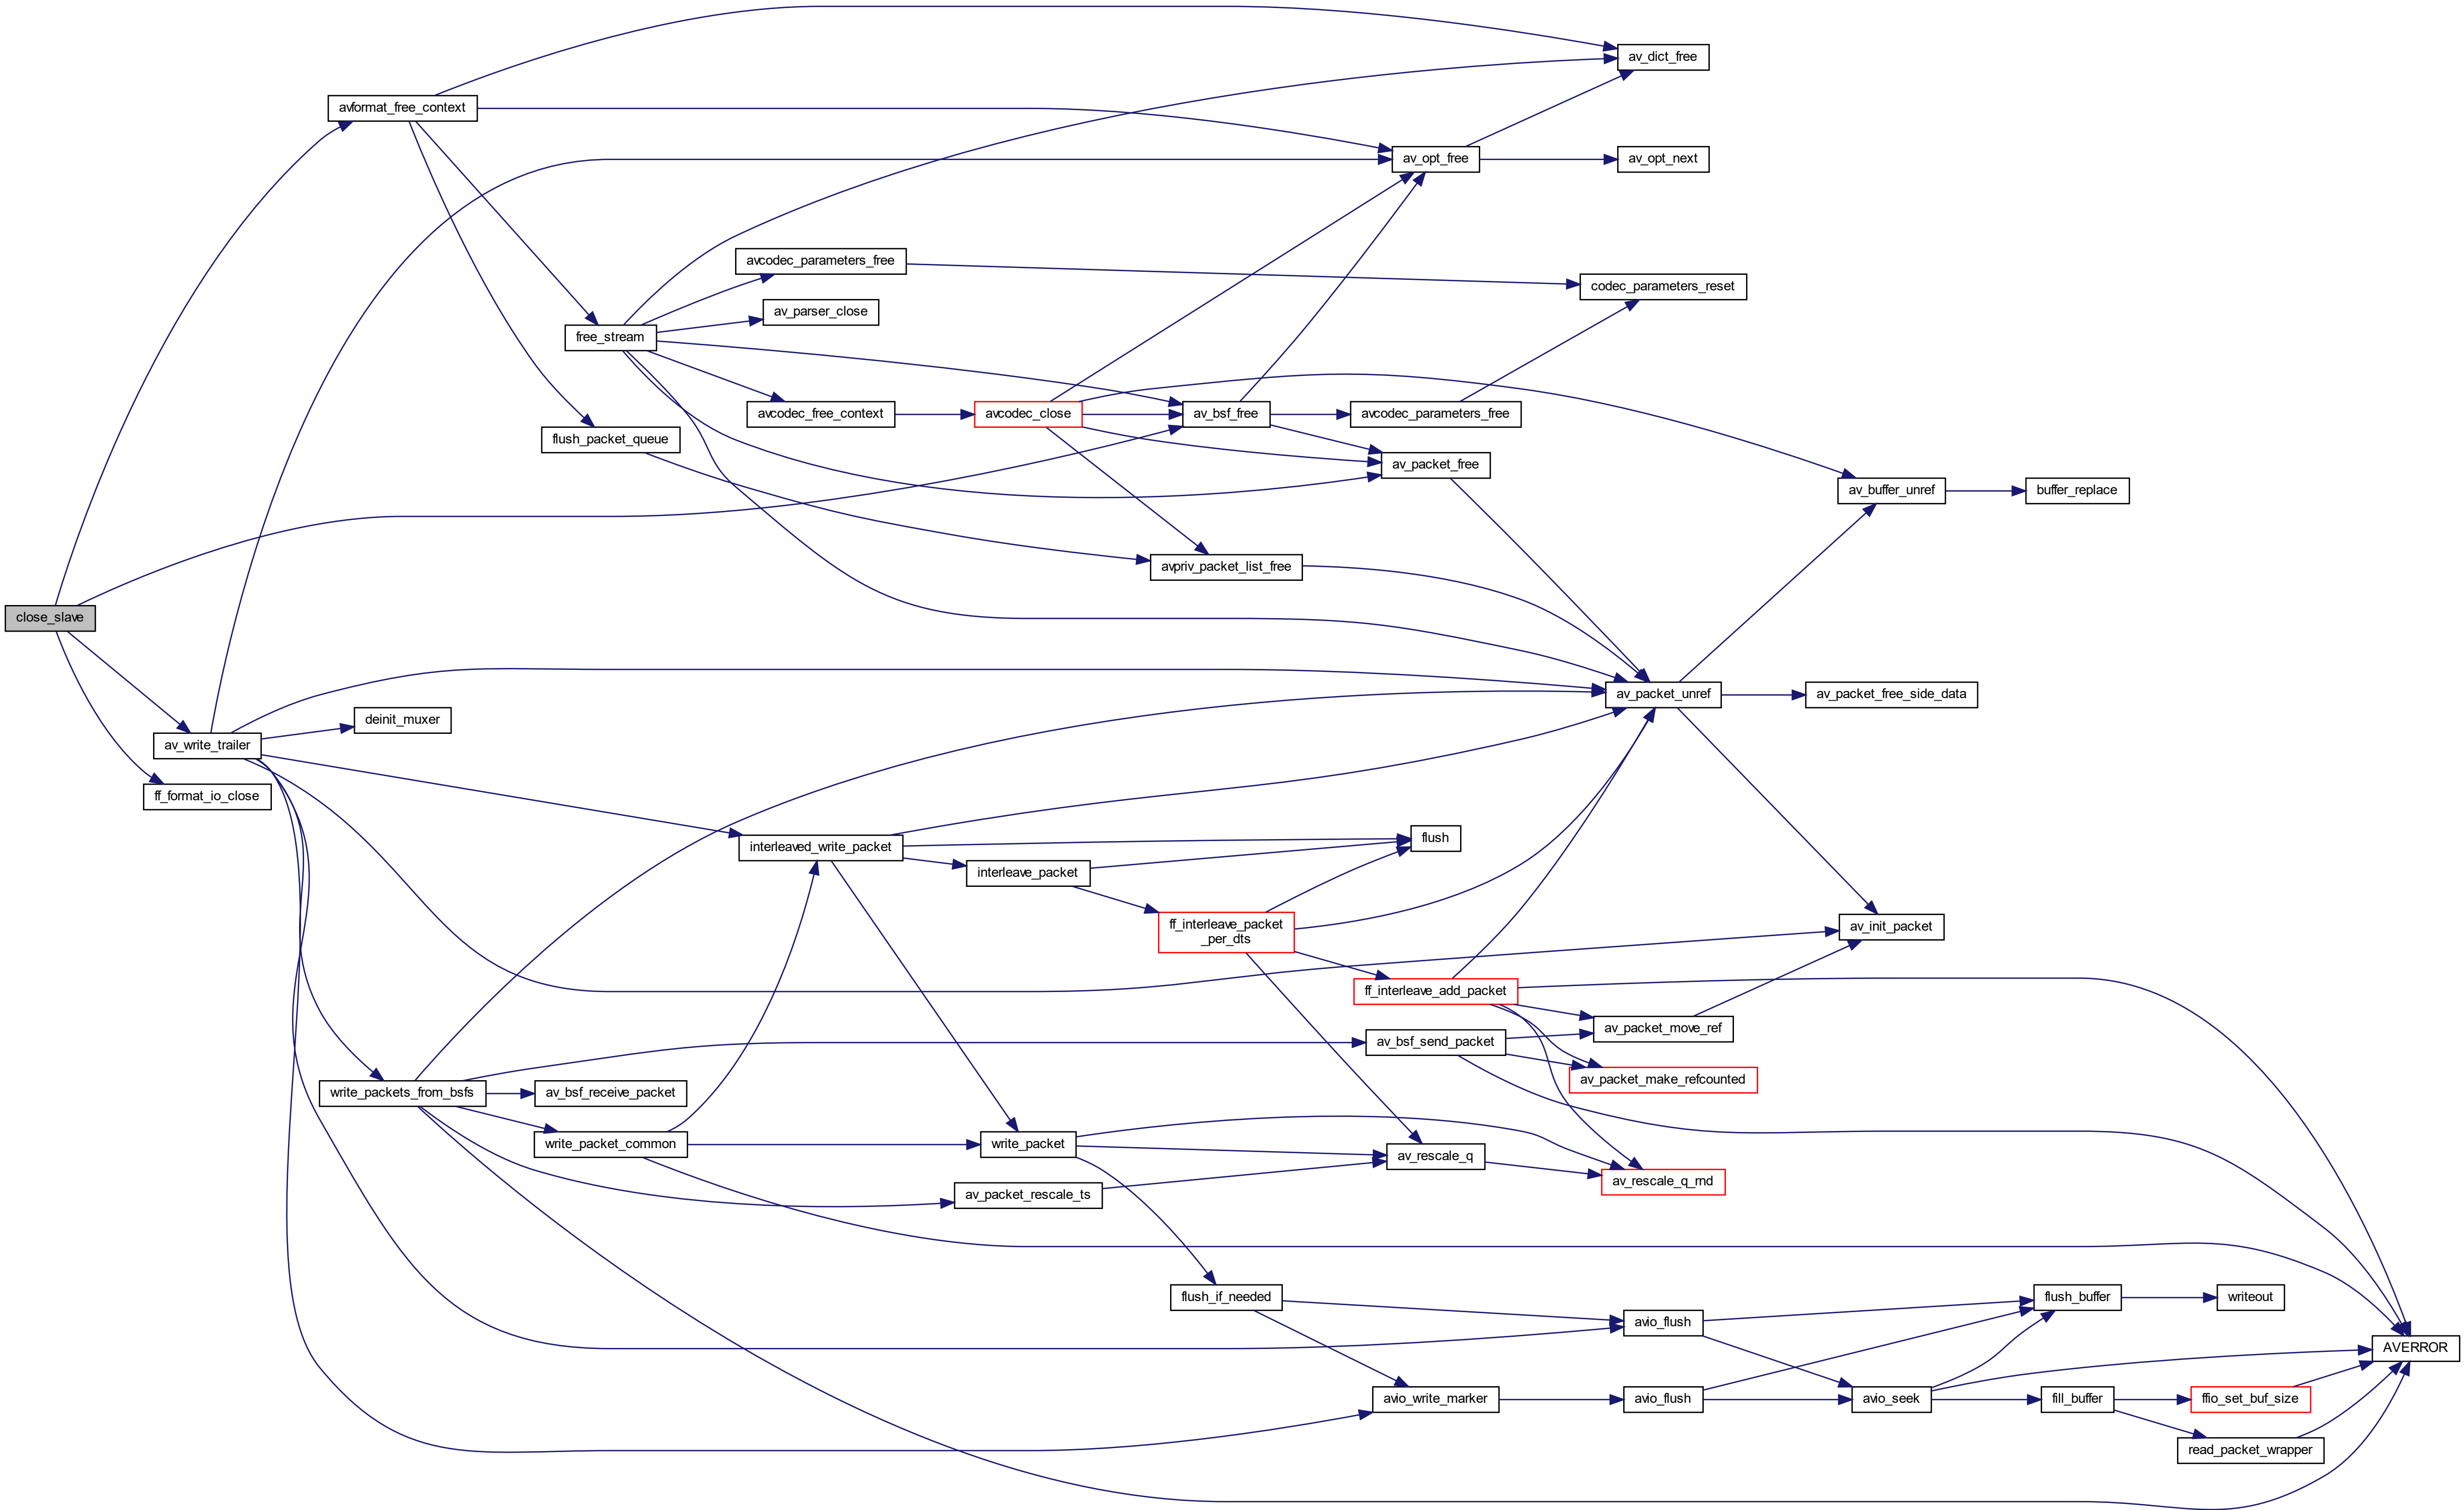 av_dict_free
avformat_free_context
av_opt_free
av_opt_next
avcodec_parameters_free
codec_parameters_reset
av_parser_close
free_stream
avcodec_free_context
avcodec_close
av_bsf_free
avcodec_parameters_free
flush_packet_queue
av_packet_free
av_buffer_unref
buffer_replace
avpriv_packet_list_free
close_slave
av_packet_unref
av_packet_free_side_data
deinit_muxer
av_write_trailer
ff_format_io_close
flush
interleaved_write_packet
interleave_packet
ff_interleave_packet
_per_dts
av_init_packet
ff_interleave_add_packet
av_packet_move_ref
av_bsf_send_packet
av_packet_make_refcounted
write_packets_from_bsfs
av_bsf_receive_packet
write_packet_common
write_packet
av_rescale_q
av_rescale_q_rnd
av_packet_rescale_ts
flush_if_needed
flush_buffer
writeout
avio_flush
AVERROR
avio_write_marker
avio_flush
avio_seek
fill_buffer
ffio_set_buf_size
read_packet_wrapper